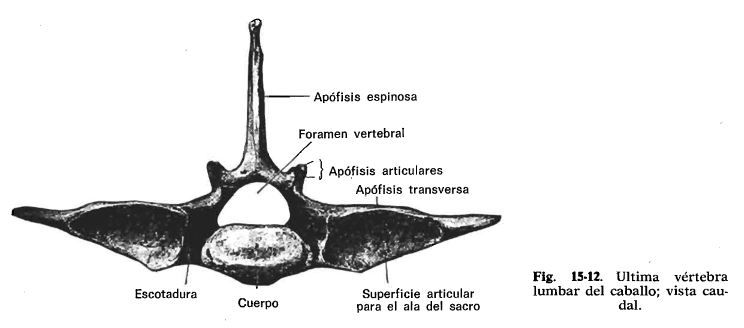 Apófisis espinosa
Foramen vertebral
Apófisis articulares
Apófisis transversa
Escotadura
Cuerpo
Superficie articular
para el ala del sacro
Fig. 15-12. Ultima vértebra
lumbar del caballo; vista cau-
dal.